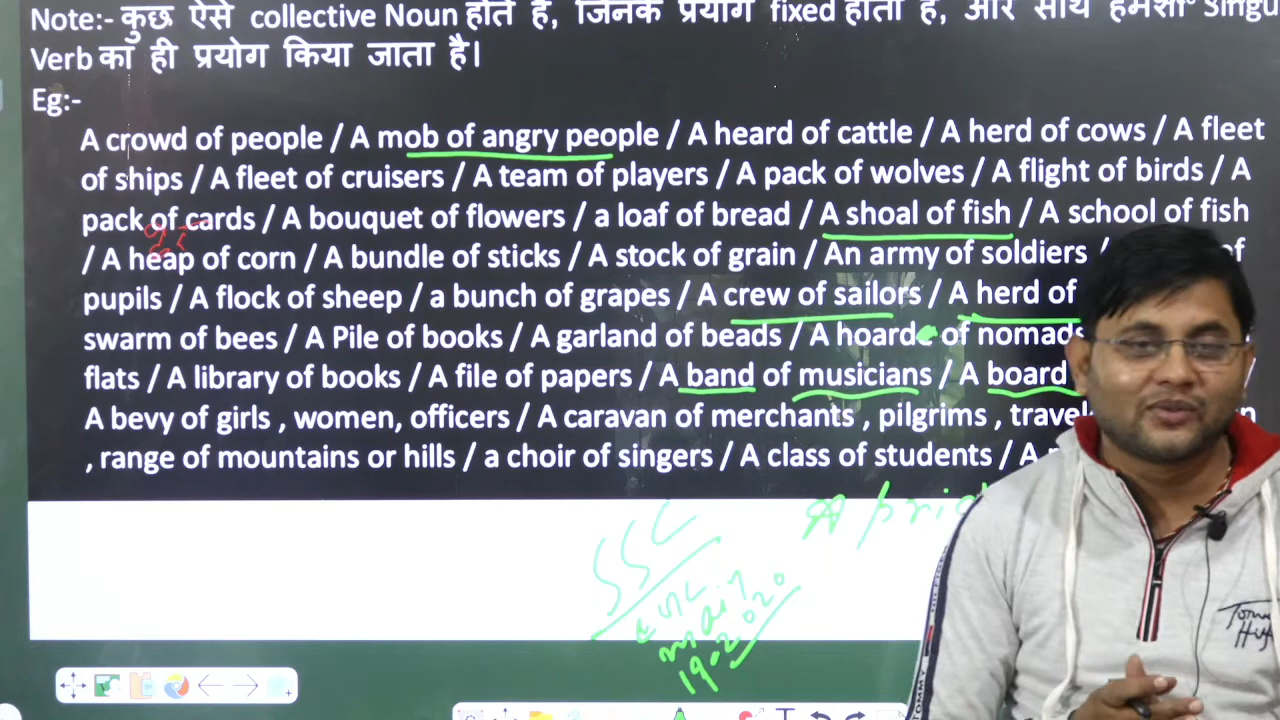 Note:- कुछ ऐसे collective Noun होते हैं, जिनके प्रयोग fixed होता है, और साथ हमेशा Singu
Verb का ही प्रयोग किया जाता है।
Eg:-
A crowd of people / A mob of angry people / A heard of cattle / A herd of cows / A fleet
of ships / A fleet of cruisers / A team of players / A pack of wolves / A flight of birds / A
pack of cards / A bouquet of flowers / a loaf of bread / A shoal of fish / A school of fish
/ A heap of corn / A bundle of sticks / A stock of grain / An army of soldiers / of
pupils / A flock of sheep / a bunch of grapes / A crew of sailors / A herd of
swarm of bees / A Pile of books / A garland of beads / A hoard of nomads
flats / A library of books / A file of papers / A band of musicians / A board
A bevy of girls , women, officers / A caravan of merchants , pilgrims , travel
, range of mountains or hills / a choir of singers / A class of students / A
A prid
SSC
19-2020
Tommy